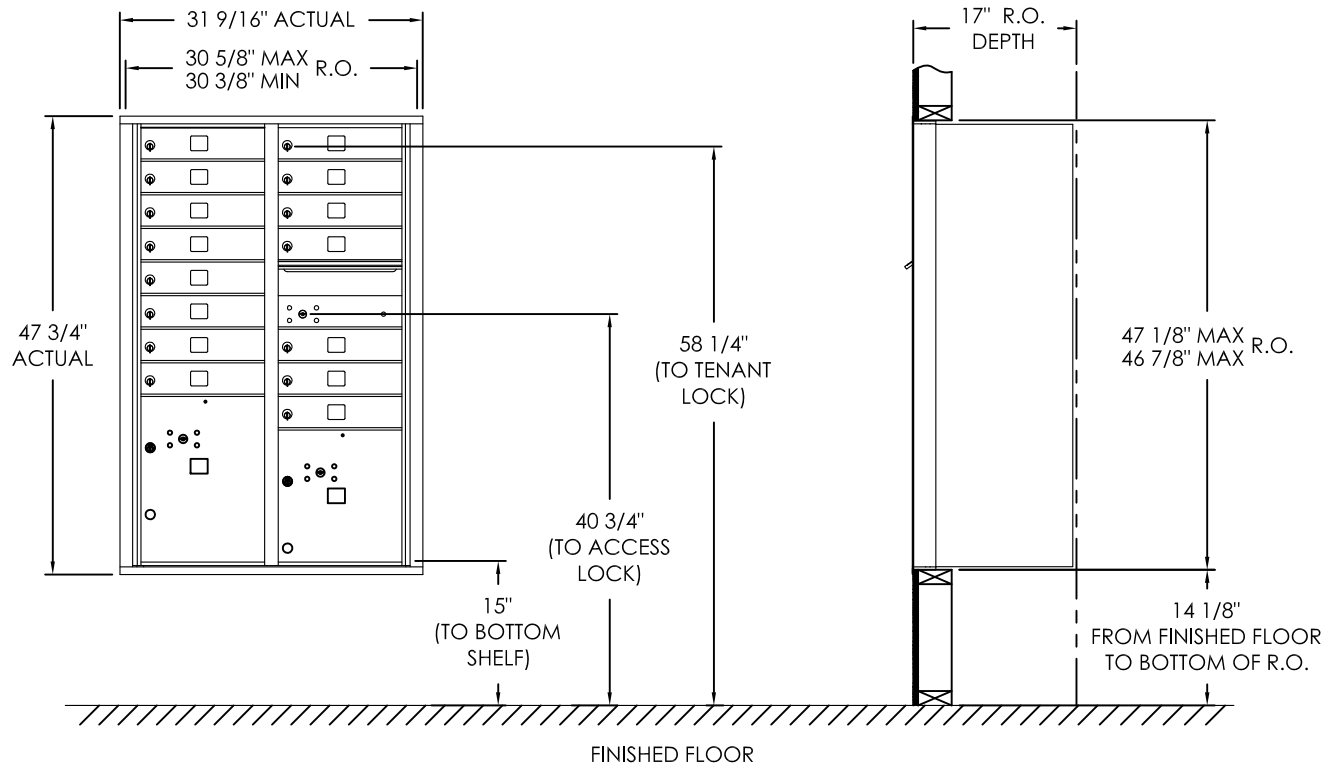 31 9/16" ACTUAL
30 5/8" MAX
30 3/8" MIN
R.O.
17" R.O.
DEPTH
47 3/4"
ACTUAL
58 1/4"
(TO TENANT
LOCK)
47 1/8" MAX
46 7/8" MAX
R.O.
40 3/4"
(TO ACCESS
LOCK)
15"
(TO BOTTOM
SHELF)
14 1/8"
FROM FINISHED FLOOR
TO BOTTOM OF R.O.
FINISHED FLOOR